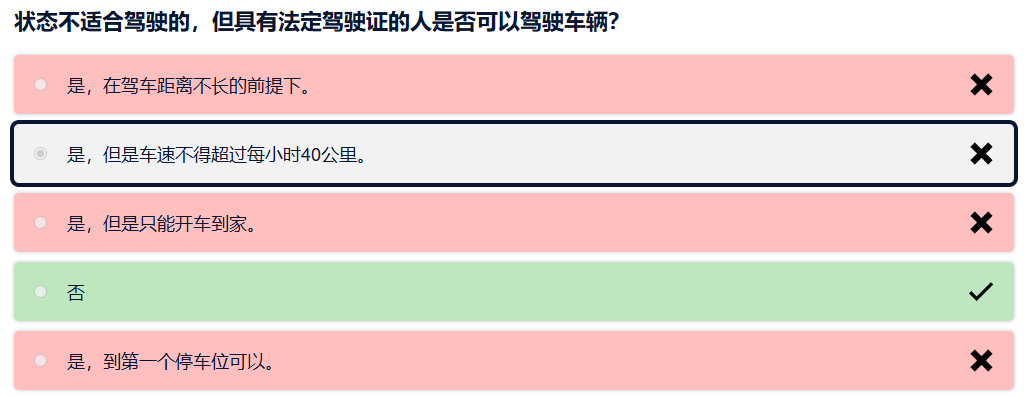 状态不适合驾驶的，但具有法定驾驶证的人是否可以驾驶车辆？
是，在驾车距离不长的前提下。
是，但是车速不得超过每小时40公里。
是，但是只能开车到家。
否
是，到第一个停车位可以。